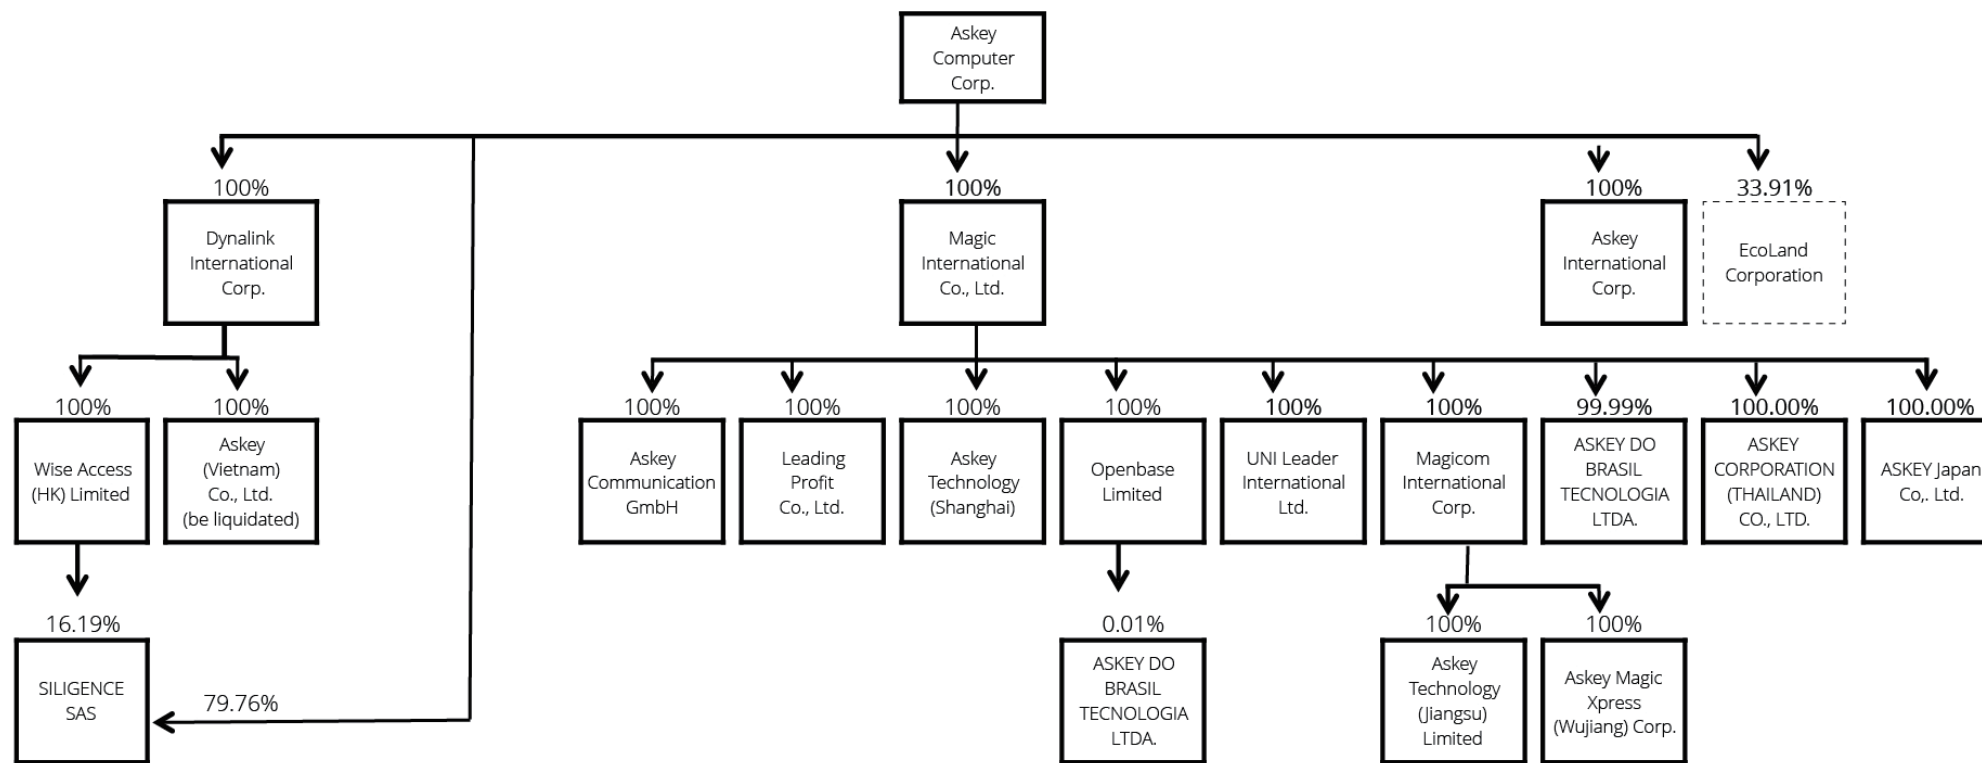 Askey
Computer
Corp.
100%
100%
100%
33.91%
Dynalink
International
Corp.
Magic
International
Co., Ltd.
Askey
International
Corp.
EcoLand
Corporation
100%
100%
100%
100%
100%
100%
100%
100%
99.99%
100.00%
100.00%
Wise Access
(HK) Limited
Askey
(Vietnam)
Co., Ltd.
(be liquidated)
Askey
Communication
GmbH
Leading
Profit
Co., Ltd.
Askey
Technology
(Shanghai)
Openbase
Limited
UNI Leader
International
Ltd.
Magicom
International
Corp.
ASKEY DO
BRASIL
TECNOLOGIA
LTDA.
ASKEY
CORPORATION
(THAILAND)
CO., LTD.
ASKEY Japan
Co,. Ltd.
16.19%
0.01%
100%
100%
SILIGENCE
SAS
79.76%
ASKEY DO
BRASIL
TECNOLOGIA
LTDA.
Askey
Technology
(Jiangsu)
Limited
Askey Magic
Xpress
(Wujiang) Corp.